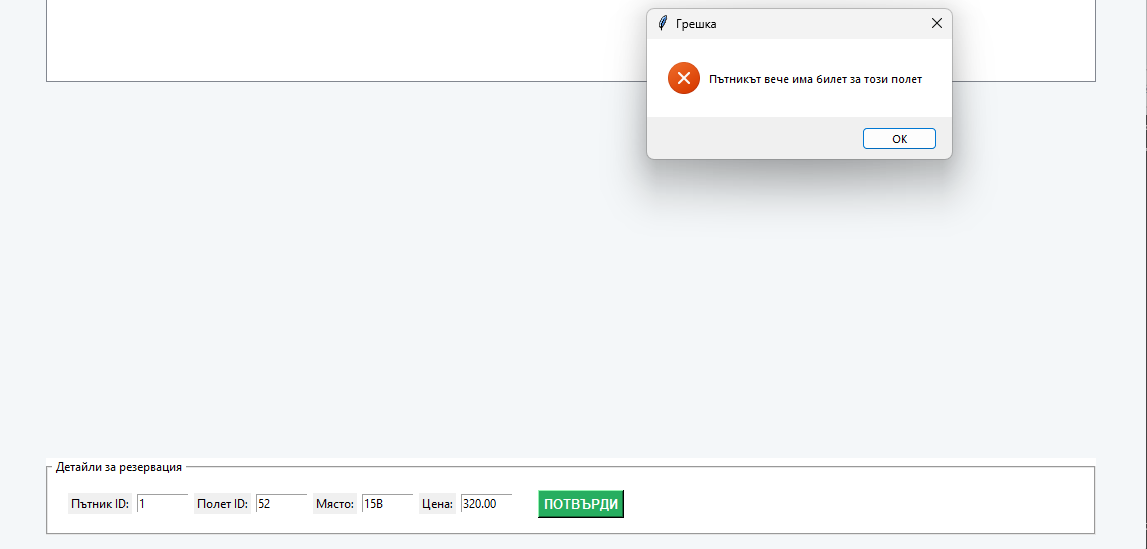 Грешка
Пътникът вече има билет за този полет
OK
Детайли за резервация
Пътник ID: 1 Полет ID: 52 Място: 15B Цена: 320.00 ПОТВЪРДИ